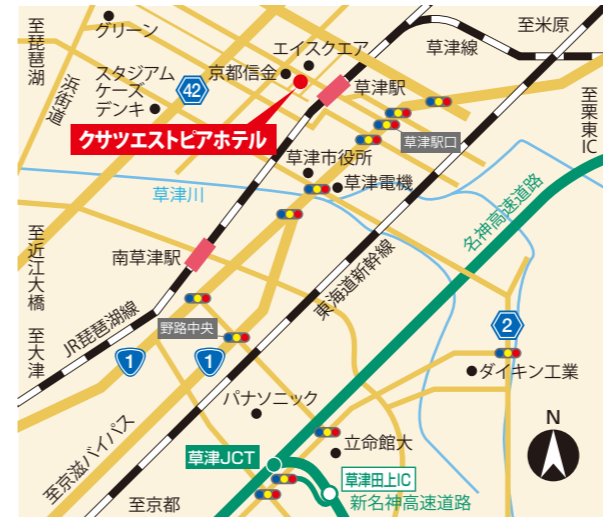 至琵琶湖
グリーン
浜街道
スタジアム
ケーズ
デンキ
42
京都信金
エイスクエア
草津駅
草津線
至米原
至栗東IC
クサツエストピアホテル
草津駅口
草津市役所
草津電機
草津川
名神高速道路
至近江大橋
南草津駅
東海道新幹線
至大津
JR琵琶湖線
野路中央
1
1
2
ダイキン工業
パナソニック
至京滋バイパス
立命館大
草津JCT
草津田上IC
新名神高速道路
至京都
N